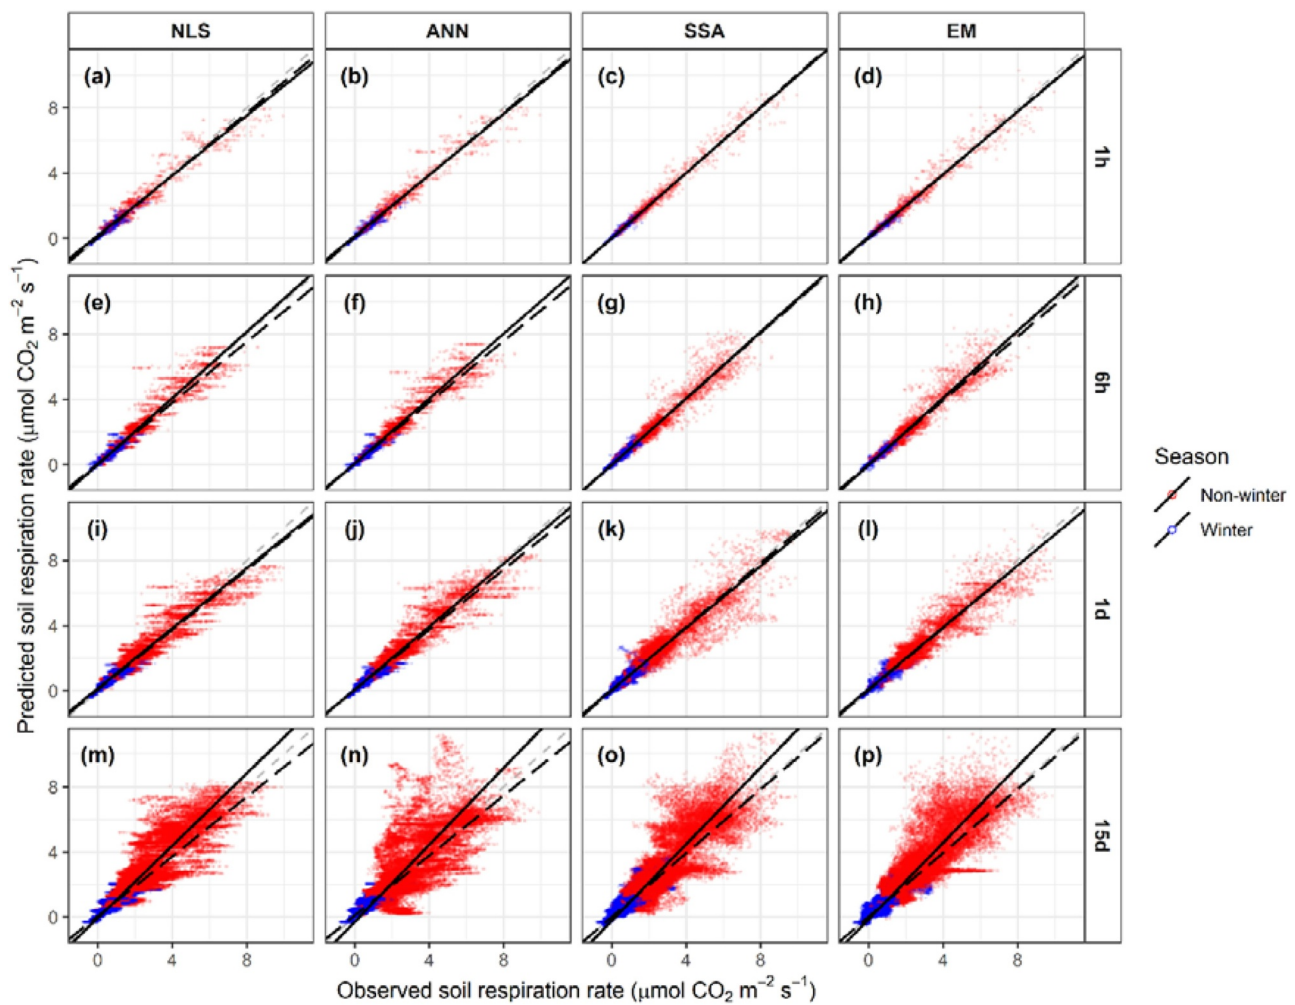 NLS ANN SSA EM
(a) (b) (c) (d)
8
4
0
1h
(e) (f) (g) (h)
8
4
0
6h
(i) (j) (k) (l)
8
4
0
1d
(m) (n) (o) (p)
8
4
0
15d
0 4 8 0 4 8 0 4 8 0 4 8
Predicted soil respiration rate (μmol CO₂ m⁻² s⁻¹)
Observed soil respiration rate (μmol CO₂ m⁻² s⁻¹)
Season
Non-winter
Winter